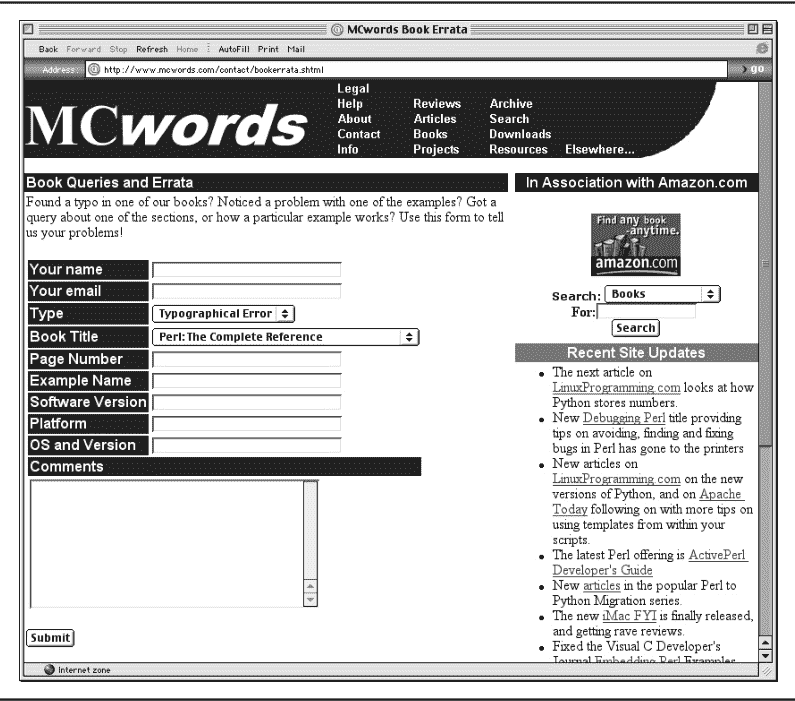 MCwords Book Errata
Back Forward Stop Refresh Home AutoFill Print Mail
Address: http://www.mcwords.com/contact/bookerrata.shtml go
MCwords
Legal
Help Reviews Archive
About Articles Search
Contact Books Downloads
Info Projects Resources Elsewhere...
Book Queries and Errata
Found a typo in one of our books? Noticed a problem with one of the examples? Got a
query about one of the sections, or how a particular example works? Use this form to tell
us your problems!
Your name
Your email
Type Typographical Error
Book Title Perl: The Complete Reference
Page Number
Example Name
Software Version
Platform
OS and Version
Comments
Submit
In Association with Amazon.com
Find any book
-anytime.
amazon.com
Search: Books
For:
Search
Recent Site Updates
The next article on
LinuxProgramming.com looks at how
Python stores numbers.
New Debugging Perl title providing
tips on avoiding, finding and fixing
bugs in Perl has gone to the printers
New articles on
LinuxProgramming.com on the new
versions of Python, and on Apache
Today following on with more tips on
using templates from within your
scripts.
The latest Perl offering is ActivePerl
Developer's Guide
New articles in the popular Perl to
Python Migration series.
The new iMac FYI is finally released,
and getting rave reviews.
Fixed the Visual C Developer's
Journal Embedding Perl Examples
Internet zone